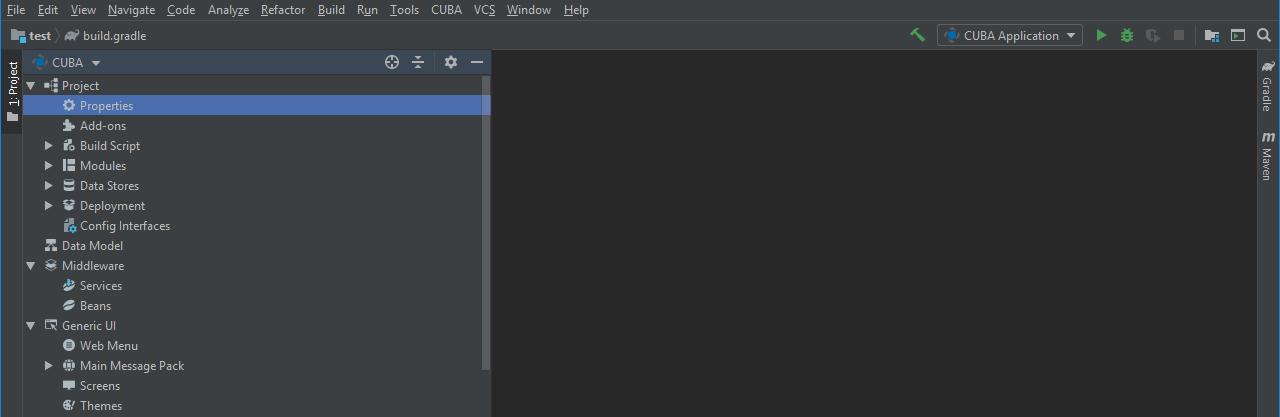 File Edit View Navigate Code Analyze Refactor Build Run Tools CUBA VCS Window Help
test build.gradle CUBA Application
1: Project
CUBA
Project
Properties
Add-ons
Build Script
Modules
Data Stores
Deployment
Config Interfaces
Data Model
Middleware
Services
Beans
Generic UI
Web Menu
Main Message Pack
Screens
Themes
Gradle
m Maven